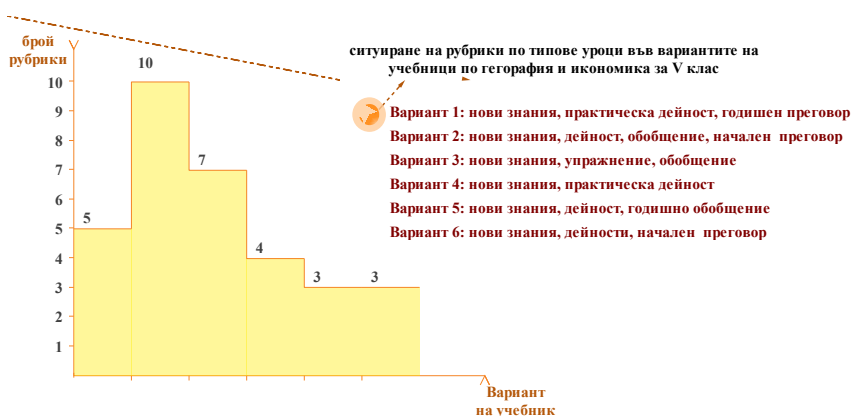 брой
рубрики
ситуиране на рубрики по типове уроци във вариантите на
учебници по гегорафия и икономика за V клас
Вариант 1: нови знания, практическа дейност, годишен преговор
Вариант 2: нови знания, дейност, обобщение, начален преговор
Вариант 3: нови знания, упражнение, обобщение
Вариант 4: нови знания, практическа дейност
Вариант 5: нови знания, дейност, годишно обобщение
Вариант 6: нови знания, дейности, начален преговор
10
9
8
7
6
5
4
3
2
1
5
10
7
4
3
3
Вариант
на учебник